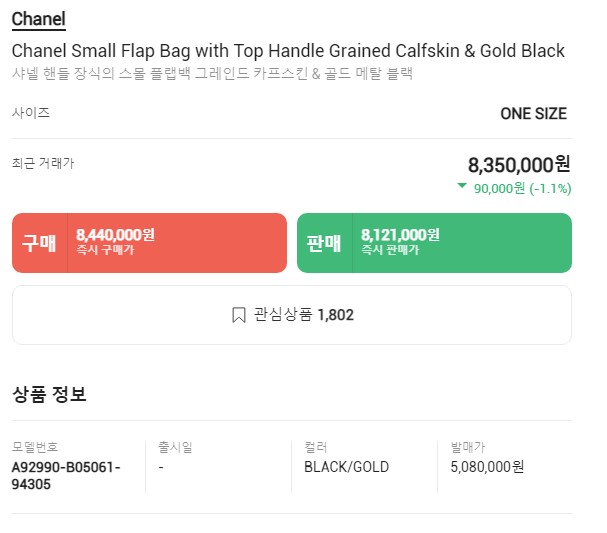 Chanel
Chanel Small Flap Bag with Top Handle Grained Calfskin & Gold Black
샤넬 핸들 장식의 스몰 플랩백 그레인드 카프스킨 & 골드 메탈 블랙
사이즈
ONE SIZE
최근 거래가
8,350,000원
90,000원 (-1.1%)
구매
8,440,000원
즉시 구매가
판매
8,121,000원
즉시 판매가
관심상품 1,802
상품 정보
모델번호
A92990-B05061-
94305
출시일
-
컬러
BLACK/GOLD
발매가
5,080,000원